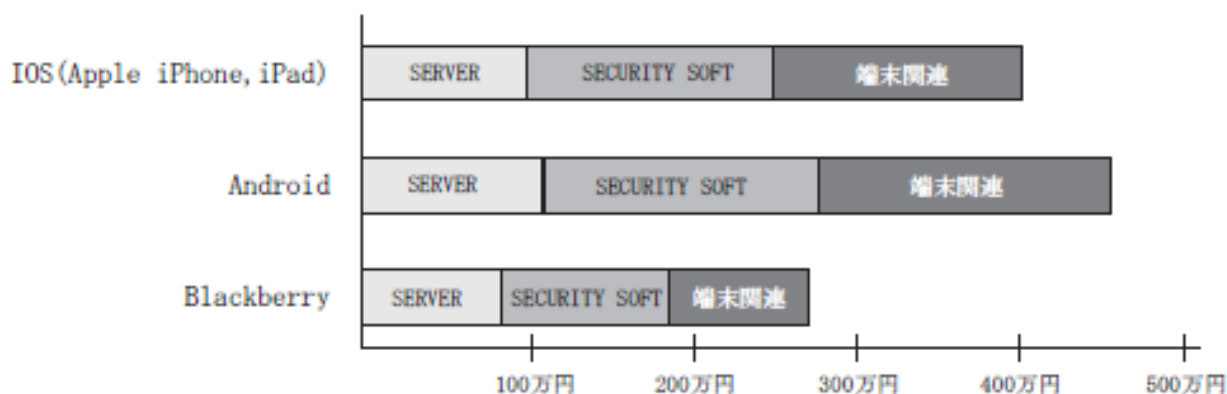 IOS(Apple iPhone,iPad) SERVER SECURITY SOFT 端末関連
Android SERVER SECURITY SOFT 端末関連
Blackberry SERVER SECURITY SOFT 端末関連
100万円 200万円 300万円 400万円 500万円